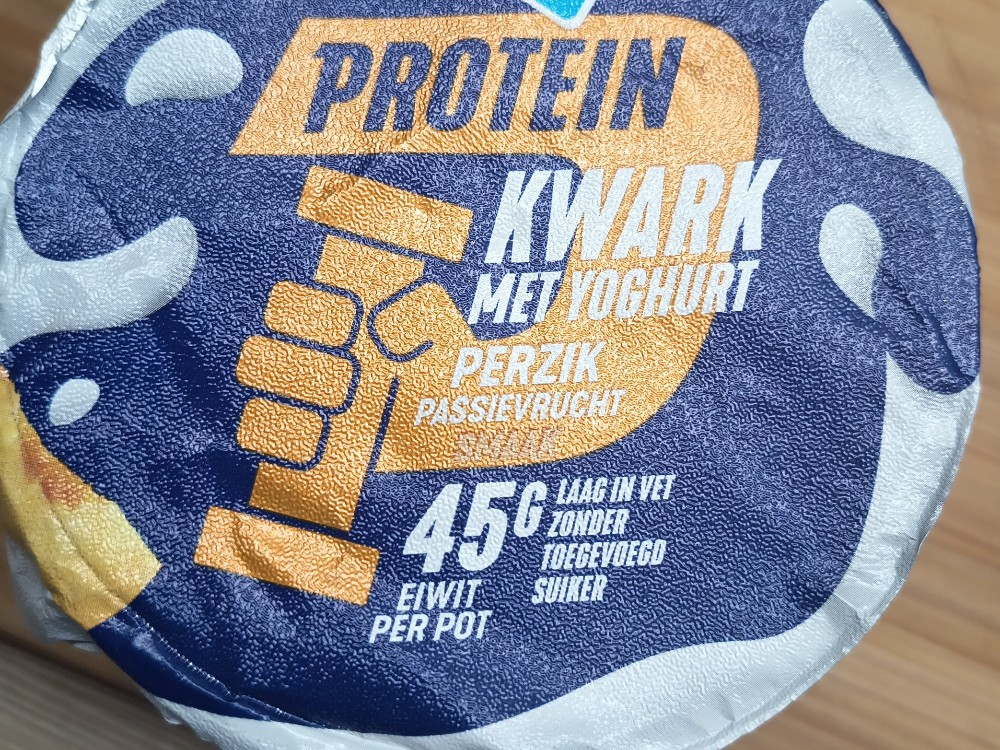 PROTEIN
KWARK
MET YOGHURT
PERZIK
PASSIEVRUCHT
SMAAK
45G
EIWIT
PER POT
LAAG IN VET
ZONDER
TOEGEVOEGD
SUIKER